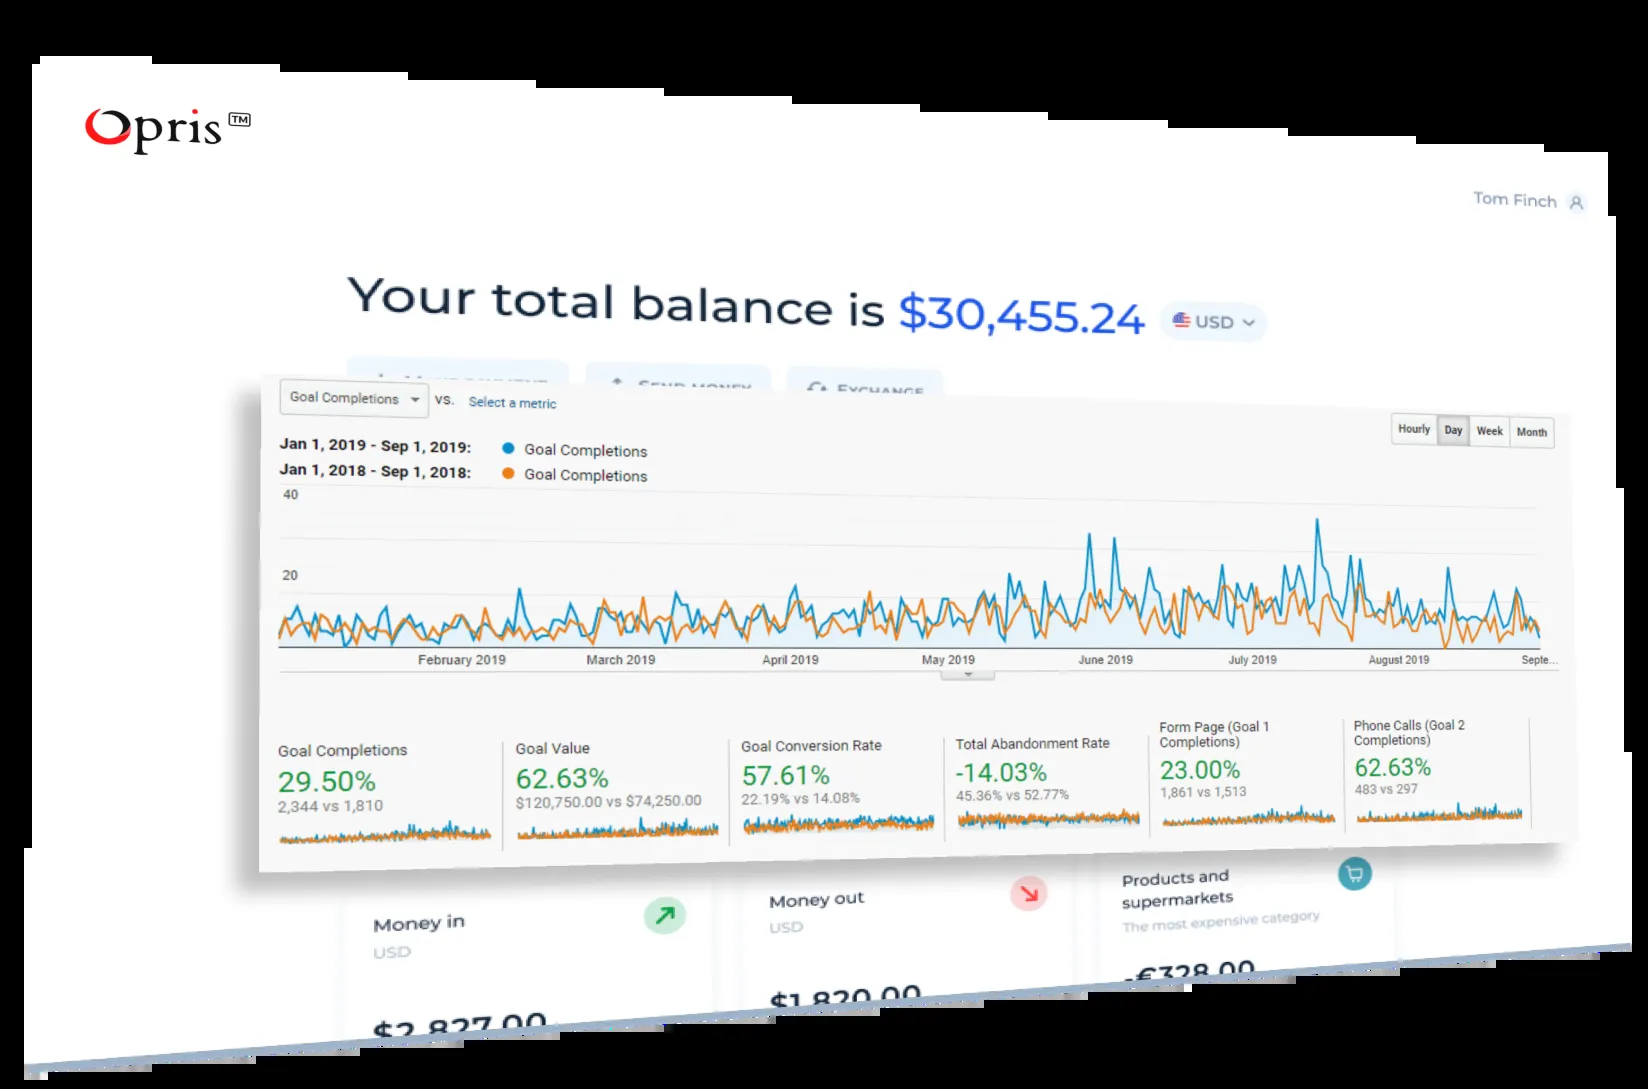 Opris TM
Tom Finch
Your total balance is $30,455.24 USD
SEND MONEY
EXCHANGE
Goal Completions vs. Select a metric
Hourly Day Week Month
Jan 1, 2019 - Sep 1, 2019: Goal Completions
Jan 1, 2018 - Sep 1, 2018: Goal Completions
40
20
February 2019 March 2019 April 2019 May 2019 June 2019 July 2019 August 2019 Septe...
Goal Completions
29.50%
2,344 vs 1,810
Goal Value
62.63%
$120,750.00 vs $74,250.00
Goal Conversion Rate
57.61%
22.19% vs 14.08%
Total Abandonment Rate
-14.03%
45.36% vs 52.77%
Form Page (Goal 1
Completions)
23.00%
1,861 vs 1,513
Phone Calls (Goal 2
Completions)
62.63%
483 vs 297
Money in
USD
$2,827.00
Money out
USD
$1,820.00
Products and
supermarkets
The most expensive category
-€328.00